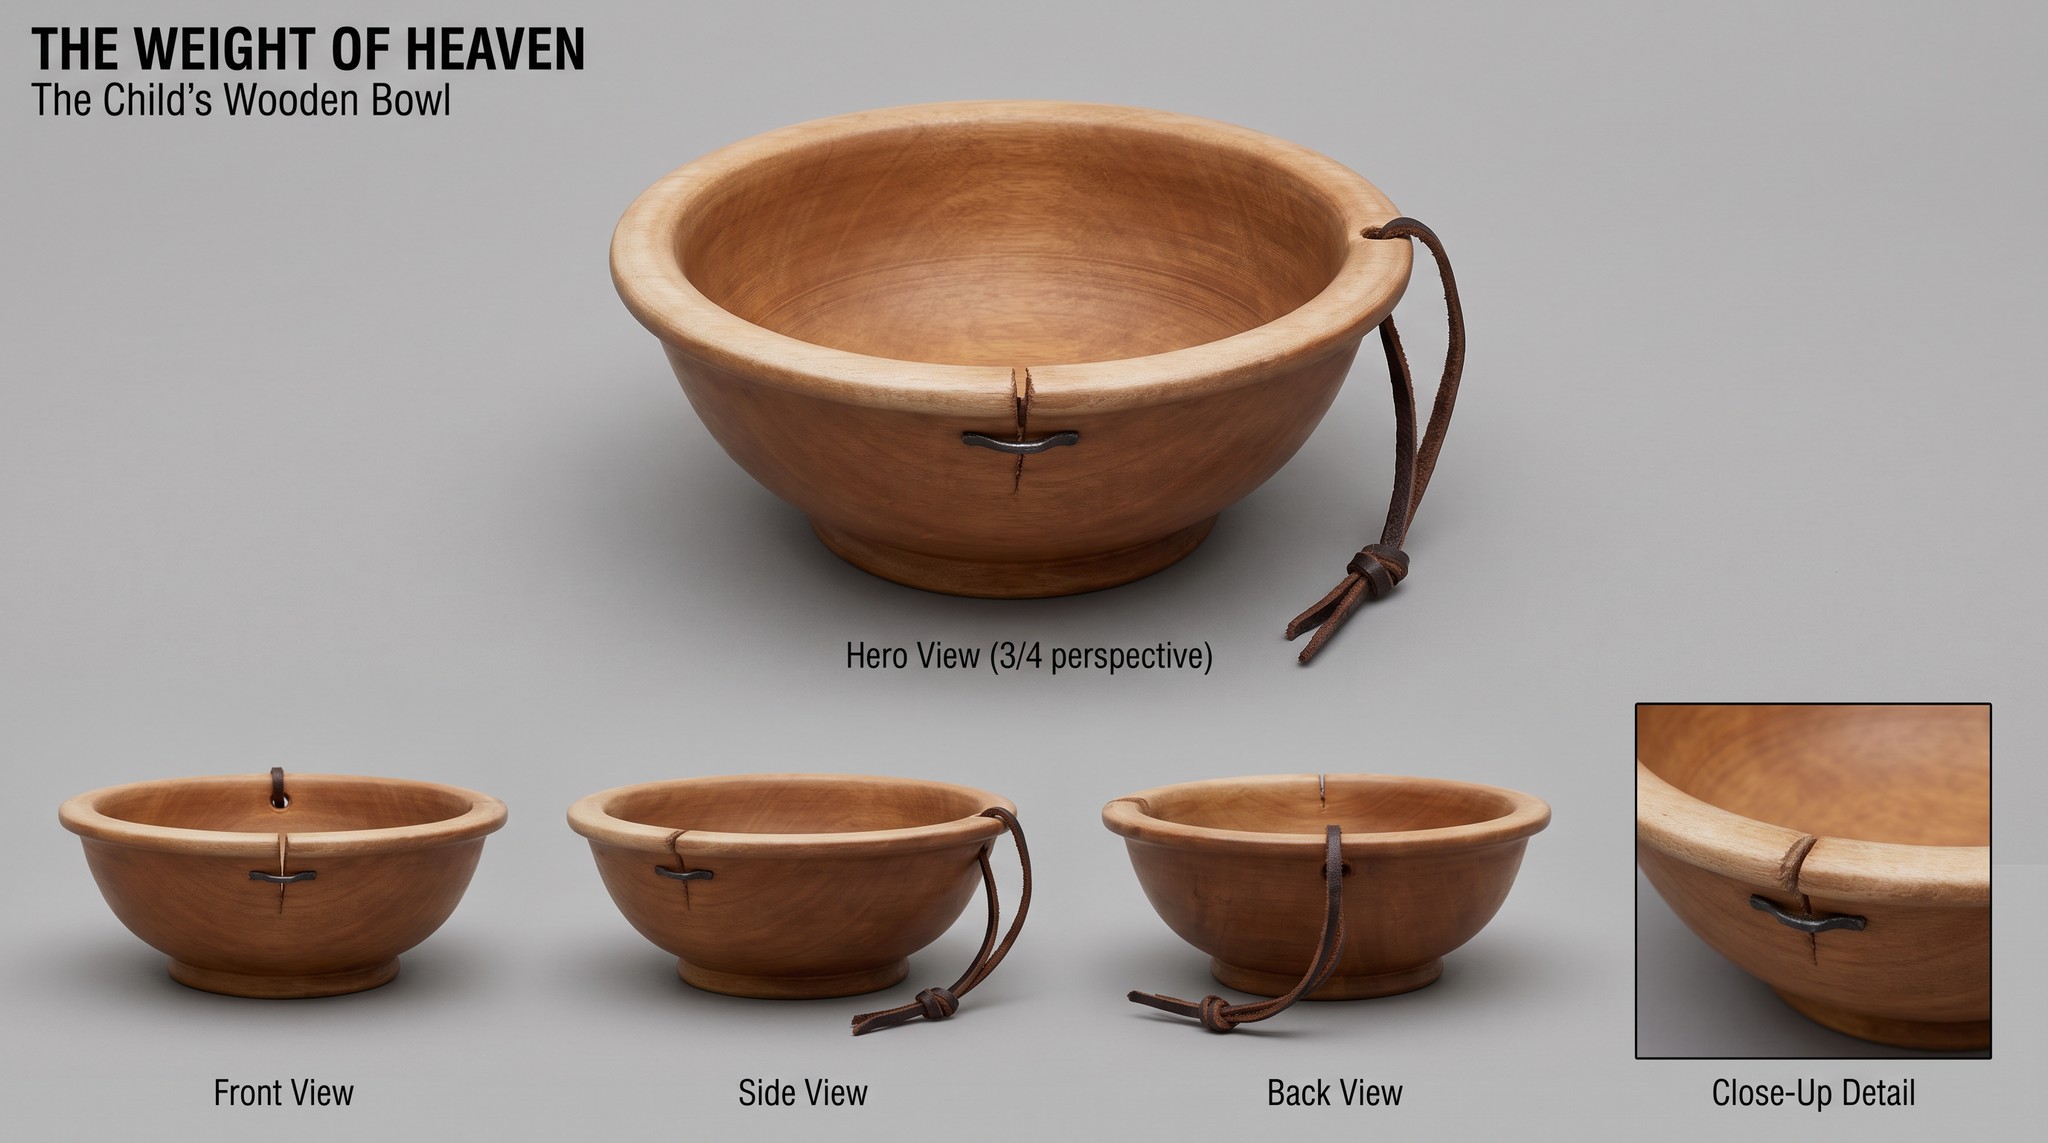 THE WEIGHT OF HEAVEN
The Child's Wooden Bowl
Hero View (3/4 perspective)
Front View
Side View
Back View
Close-Up Detail